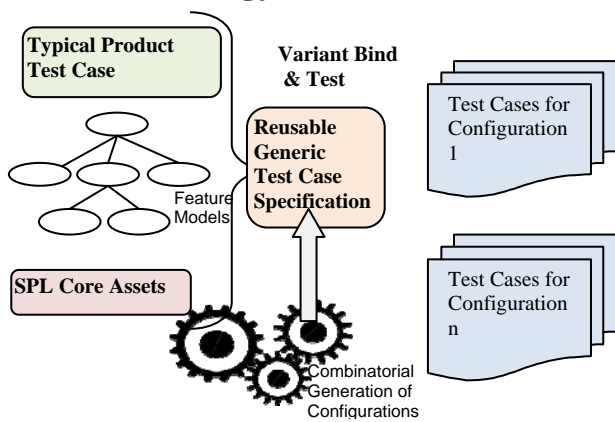 Typical Product
Test Case
Variant Bind
& Test
Reusable
Generic
Test Case
Specification
Feature
Models
SPL Core Assets
Combinatorial
Generation of
Configurations
Test Cases for
Configuration
1
Test Cases for
Configuration
n